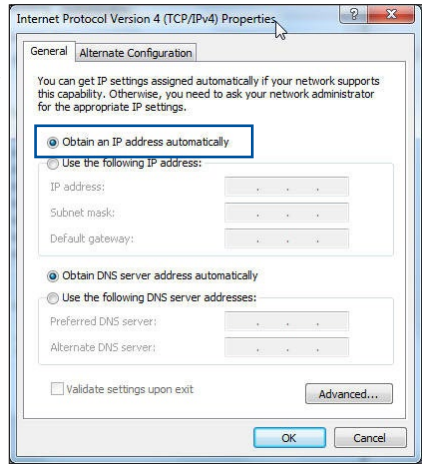 Internet Protocol Version 4 (TCP/IPv4) Properties
General
Alternate Configuration
You can get IP settings assigned automatically if your network supports
this capability. Otherwise, you need to ask your network administrator
for the appropriate IP settings.
Obtain an IP address automatically
Use the following IP address:
IP address:
Subnet mask:
Default gateway:
Obtain DNS server address automatically
Use the following DNS server addresses:
Preferred DNS server:
Alternate DNS server:
Validate settings upon exit
Advanced...
OK
Cancel